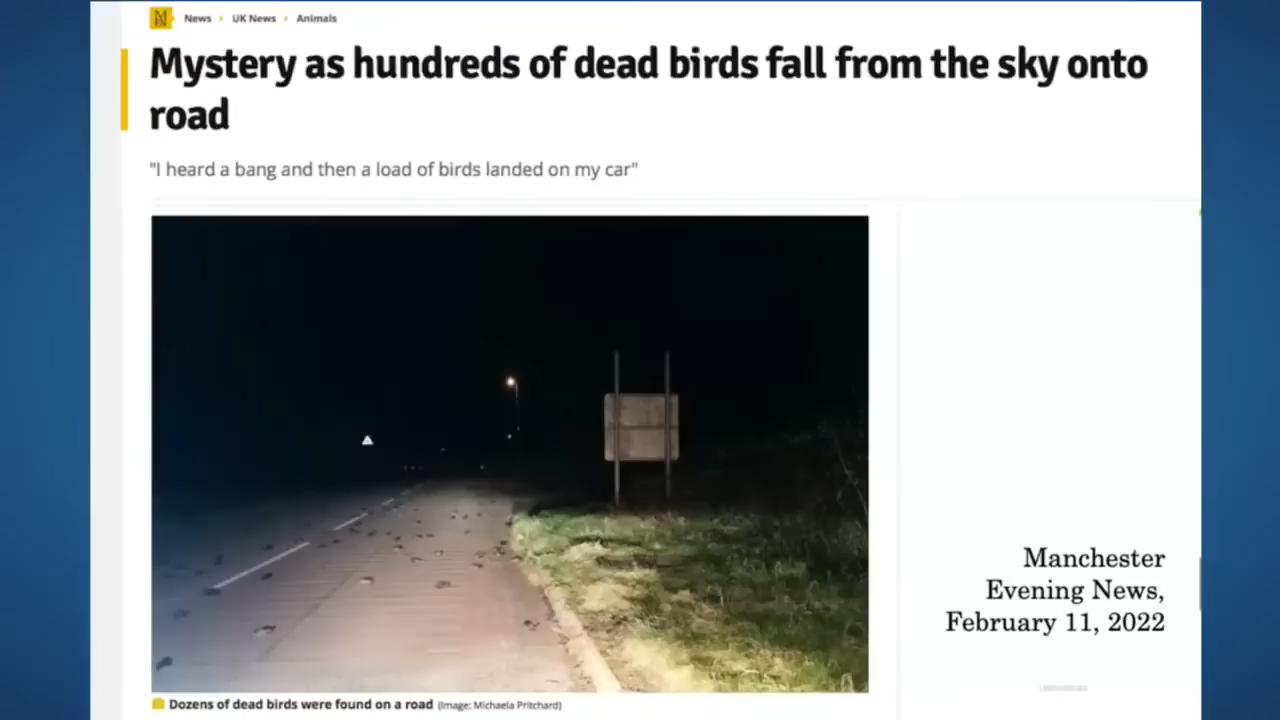 News UK News Animals
Mystery as hundreds of dead birds fall from the sky onto
road
"I heard a bang and then a load of birds landed on my car"
Manchester
Evening News,
February 11, 2022
Dozens of dead birds were found on a road (Image: Michaela Pritchard)